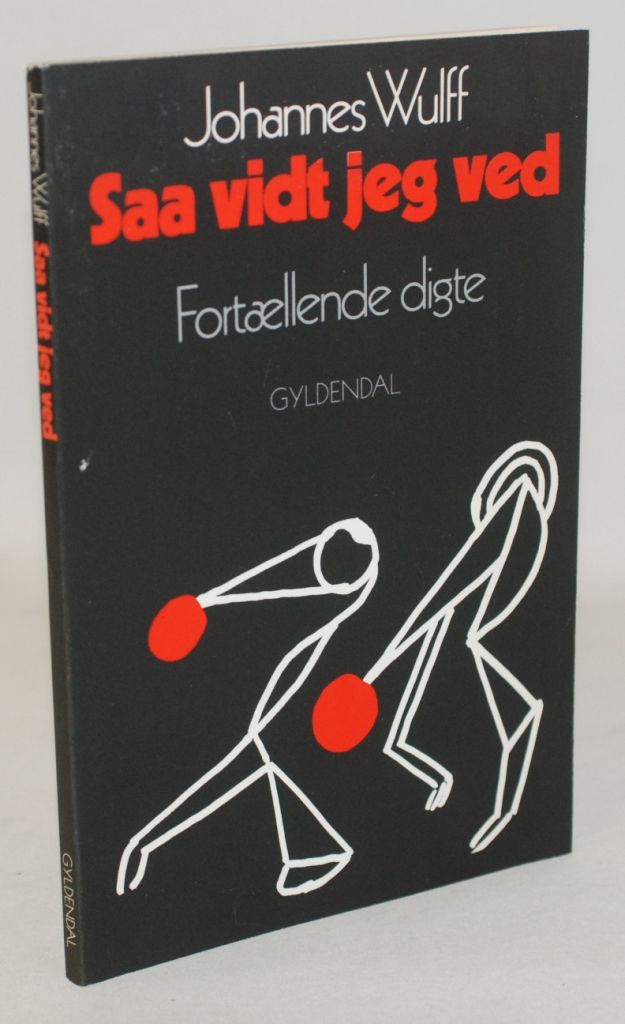 Johannes Wulff
Saa vidt jeg ved
Fortællende digte
GYLDENDAL
Johannes Wulff Saa vidt jeg ved
GYLDENDAL